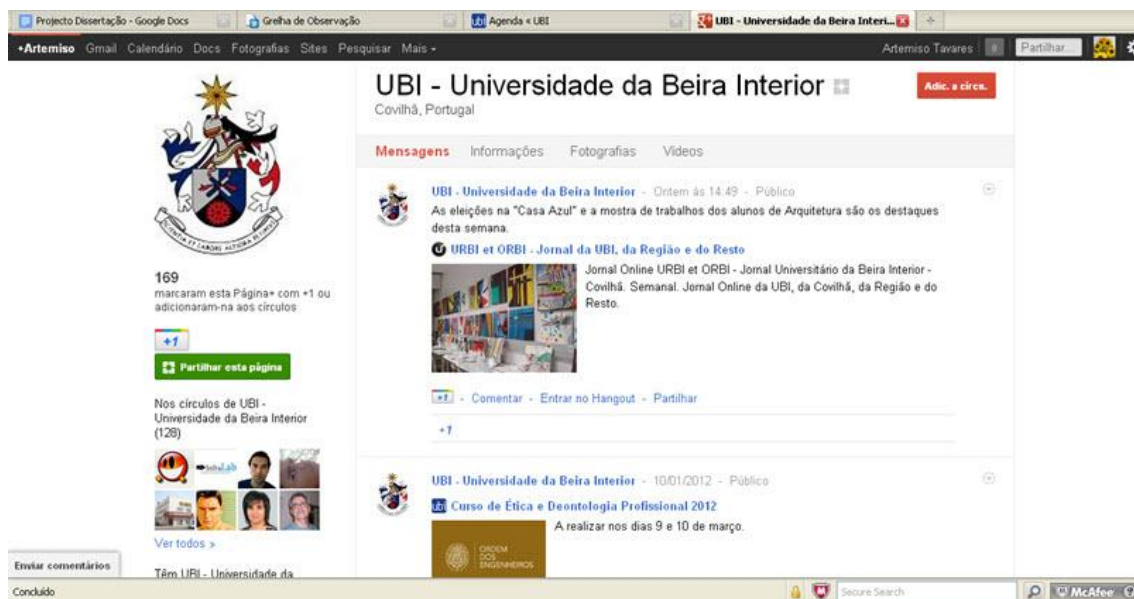 Projecto Dissertação - Google Docs
Grelha de Observação
Agenda « UBI
UBI - Universidade da Beira Interi...
+Artemiso Gmail Calendário Docs Fotografias Sites Pesquisar Mais
Artemiso Tavares
Partilhar...
UBI - Universidade da Beira Interior
Covilhã, Portugal
Adic. a círcs.
Mensagens Informações Fotografias Vídeos
169
marcaram esta Página+ com +1 ou
adicionaram-na aos círculos
+1
Partilhar esta página
Nos círculos de UBI -
Universidade da Beira Interior
(128)
Ver todos »
Têm UBI - Universidade da
UBI - Universidade da Beira Interior - Ontem às 14:49 - Público
As eleições na "Casa Azul" e a mostra de trabalhos dos alunos de Arquitetura são os destaques
desta semana.
URBI et ORBI - Jornal da UBI, da Região e do Resto
Jornal Online URBI et ORBI - Jornal Universitário da Beira Interior -
Covilhã. Semanal. Jornal Online da UBI, da Covilhã, da Região e do
Resto.
+1 - Comentar - Entrar no Hangout - Partilhar
+1
UBI - Universidade da Beira Interior - 10/01/2012 - Público
ubi Curso de Ética e Deontologia Profissional 2012
A realizar nos dias 9 e 10 de março.
ORDEM
DOS
ENGENHEIROS
Enviar comentários
Concluído
Secure Search
McAfee